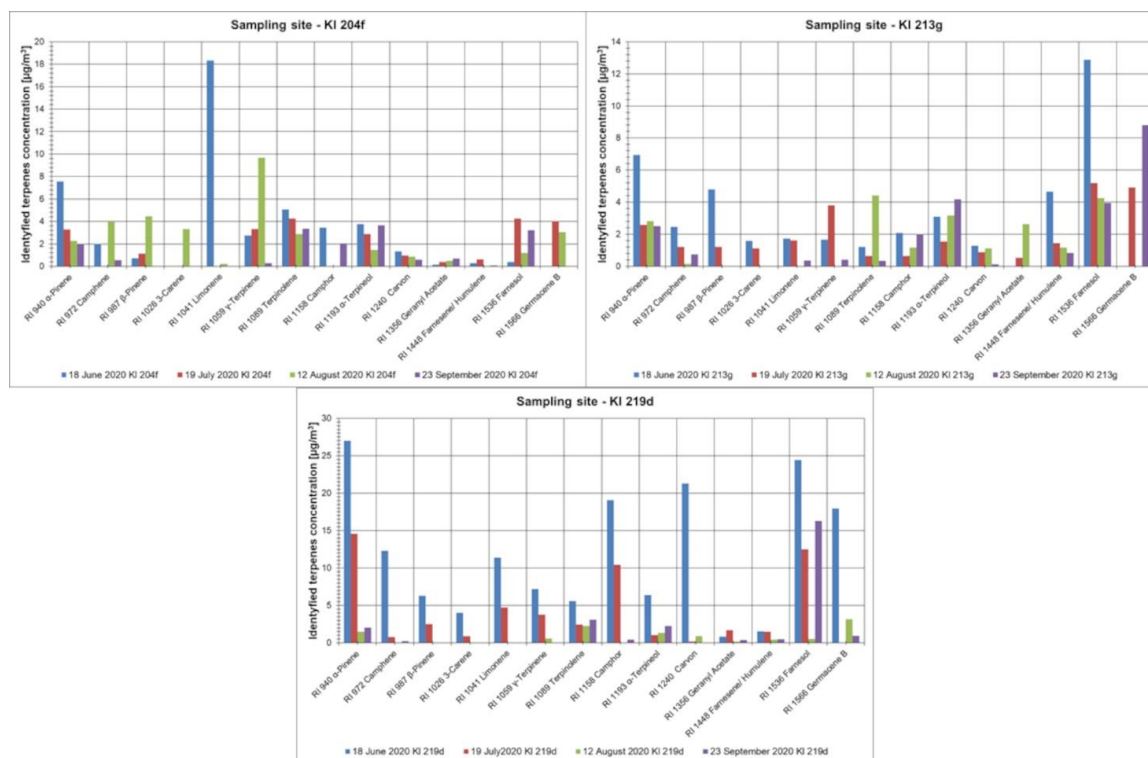 Sampling site - KI 204f
Identyfied terpenes concentration [µg/m³]
20
18
16
14
12
10
8
6
4
2
0
RI 940 α-Pinene
RI 972 Camphene
RI 987 β-Pinene
RI 1026 3-Carene
RI 1041 Limonene
RI 1059 γ-Terpinene
RI 1089 Terpinolene
RI 1158 Camphor
RI 1193 α-Terpineol
RI 1240 Carvon
RI 1356 Geranyl Acetate
RI 1448 Farnesene/ Humulene
RI 1536 Farnesol
RI 1566 Germacene B
18 June 2020 KI 204f 19 July 2020 KI 204f 12 August 2020 KI 204f 23 September 2020 KI 204f
Sampling site - KI 213g
Identyfied terpenes concentration [µg/m³]
14
12
10
8
6
4
2
0
RI 940 α-Pinene
RI 972 Camphene
RI 987 β-Pinene
RI 1026 3-Carene
RI 1041 Limonene
RI 1059 γ-Terpinene
RI 1089 Terpinolene
RI 1158 Camphor
RI 1193 α-Terpineol
RI 1240 Carvon
RI 1356 Geranyl Acetate
RI 1448 Farnesene/ Humulene
RI 1536 Farnesol
RI 1566 Germacene B
18 June 2020 KI 213g 19 July 2020 KI 213g 12 August 2020 KI 213g 23 September 2020 KI 213g
Sampling site - KI 219d
Identyfied terpenes concentration [µg/m³]
30
25
20
15
10
5
0
RI 940 α-Pinene
RI 972 Camphene
RI 987 β-Pinene
RI 1026 3-Carene
RI 1041 Limonene
RI 1059 γ-Terpinene
RI 1089 Terpinolene
RI 1158 Camphor
RI 1193 α-Terpineol
RI 1240 Carvon
RI 1356 Geranyl Acetate
RI 1448 Farnesene/ Humulene
RI 1536 Farnesol
RI 1566 Germacene B
18 June 2020 KI 219d 19 July2020 KI 219d 12 August 2020 KI 219d 23 September 2020 KI 219d